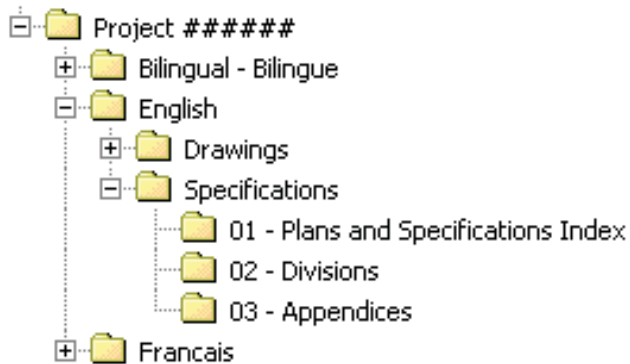 Project ######
Bilingual - Bilingue
English
Drawings
Specifications
01 - Plans and Specifications Index
02 - Divisions
03 - Appendices
Francais